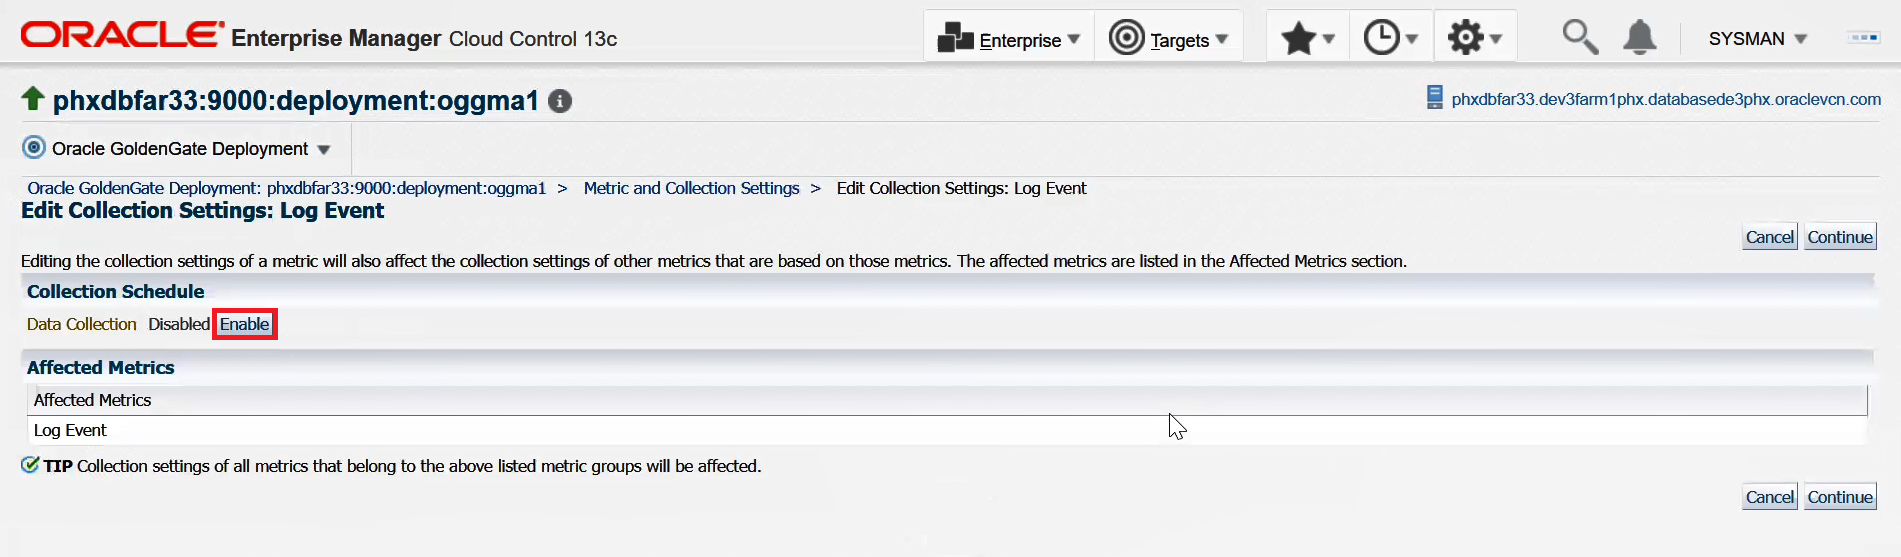 ORACLE Enterprise Manager Cloud Control 13c Enterprise Targets SYSMAN
phxdbfar33:9000:deployment:oggma1 phxdbfar33.dev3farm1phx.databasede3phx.oraclevcn.com
Oracle GoldenGate Deployment
Oracle GoldenGate Deployment: phxdbfar33:9000:deployment:oggma1 > Metric and Collection Settings > Edit Collection Settings: Log Event
Edit Collection Settings: Log Event
Cancel Continue
Editing the collection settings of a metric will also affect the collection settings of other metrics that are based on those metrics. The affected metrics are listed in the Affected Metrics section.
Collection Schedule
Data Collection Disabled Enable
Affected Metrics
Affected Metrics
Log Event
TIP Collection settings of all metrics that belong to the above listed metric groups will be affected.
Cancel Continue